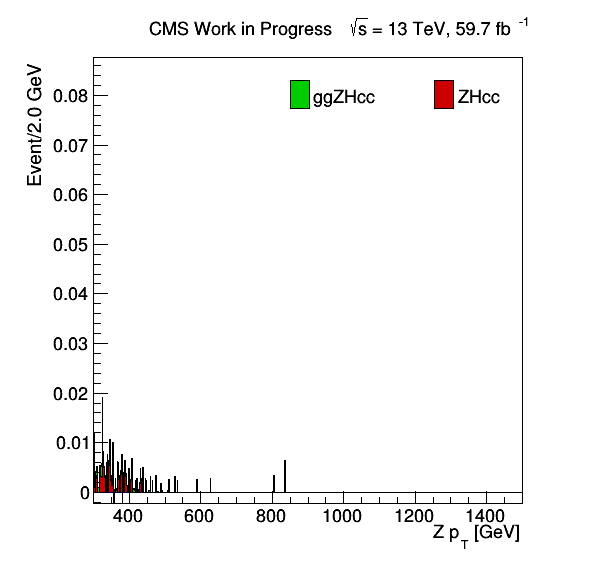 CMS Work in Progress √s = 13 TeV, 59.7 fb⁻¹
Event/2.0 GeV
ggZHcc ZHcc
0.08
0.07
0.06
0.05
0.04
0.03
0.02
0.01
0
400 600 800 1000 1200 1400
Z p_T [GeV]